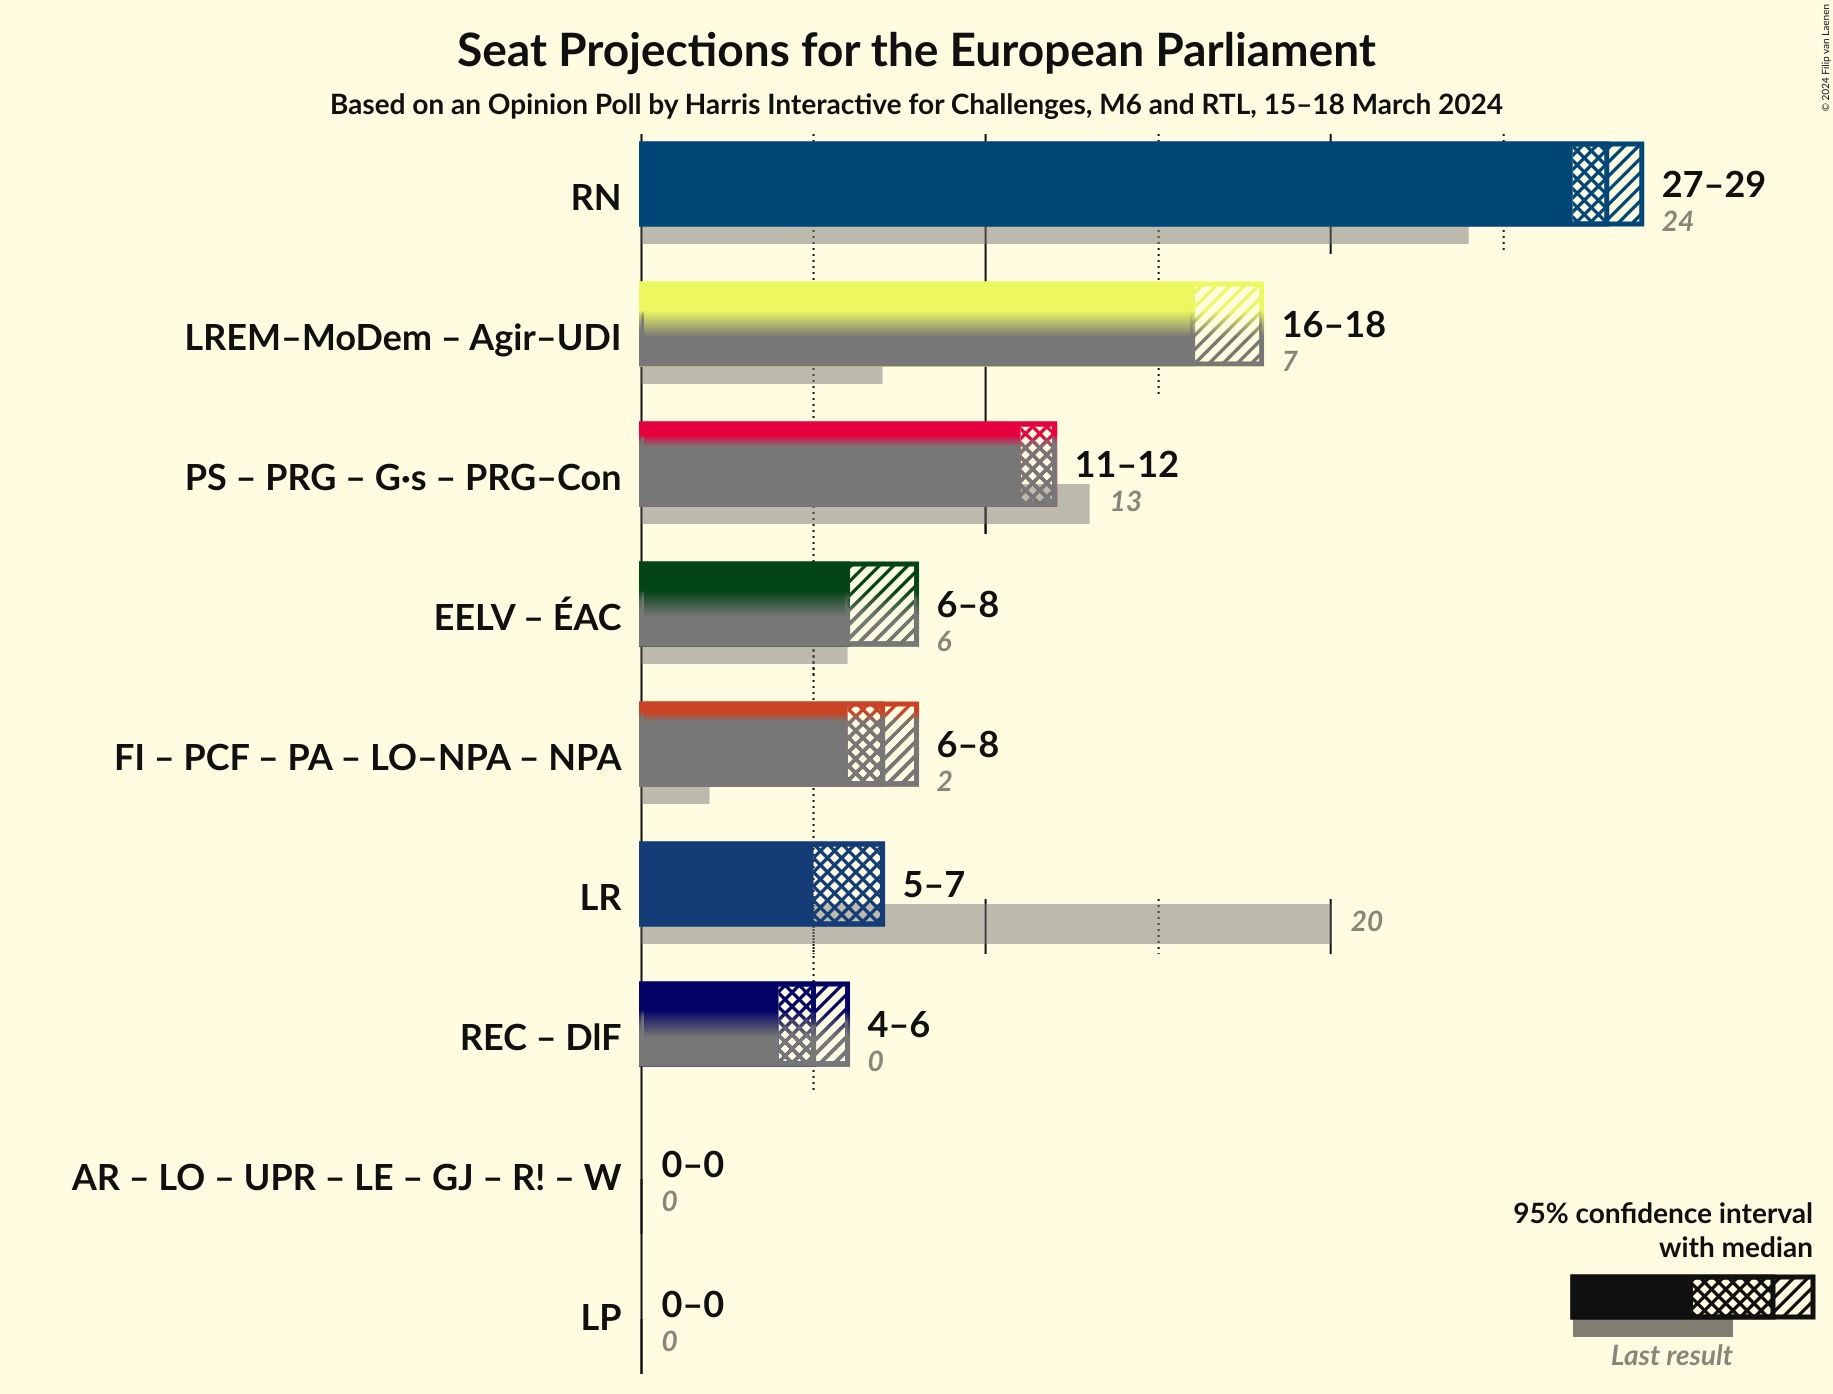 Seat Projections for the European Parliament
Based on an Opinion Poll by Harris Interactive for Challenges, M6 and RTL, 15–18 March 2024
© 2024 Filip van Laenen
RN
27–29
24
LREM–MoDem – Agir–UDI
16–18
7
PS – PRG – G·s – PRG–Con
11–12
13
EELV – ÉAC
6–8
6
FI – PCF – PA – LO–NPA – NPA
6–8
2
LR
5–7
20
REC – DlF
4–6
0
AR – LO – UPR – LE – GJ – R! – W
0–0
0
LP
0–0
0
95% confidence interval
with median
Last result